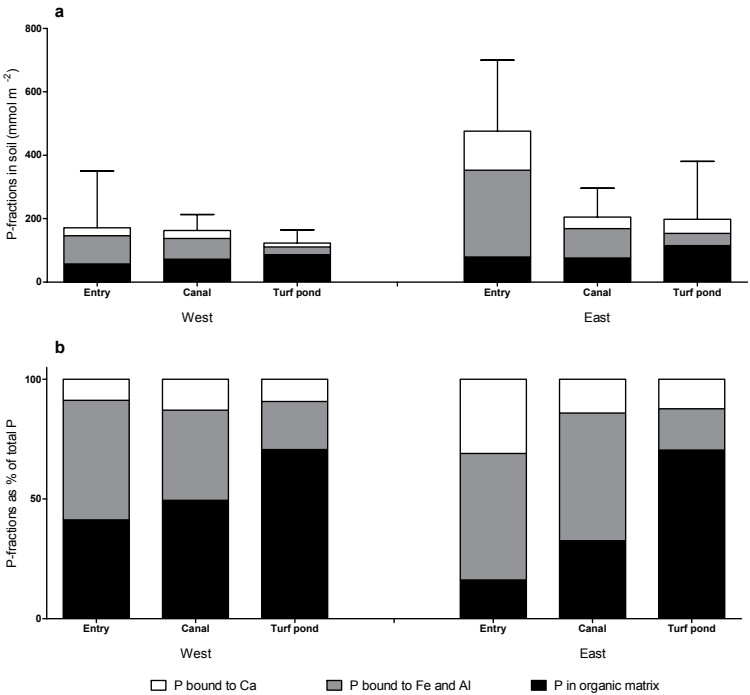 a
P-fractions in soil (mmol m -2)
800
600
400
200
0
Entry Canal Turf pond Entry Canal Turf pond
West East
b
P-fractions as % of total P
100
50
0
Entry Canal Turf pond Entry Canal Turf pond
West East
P bound to Ca P bound to Fe and Al P in organic matrix